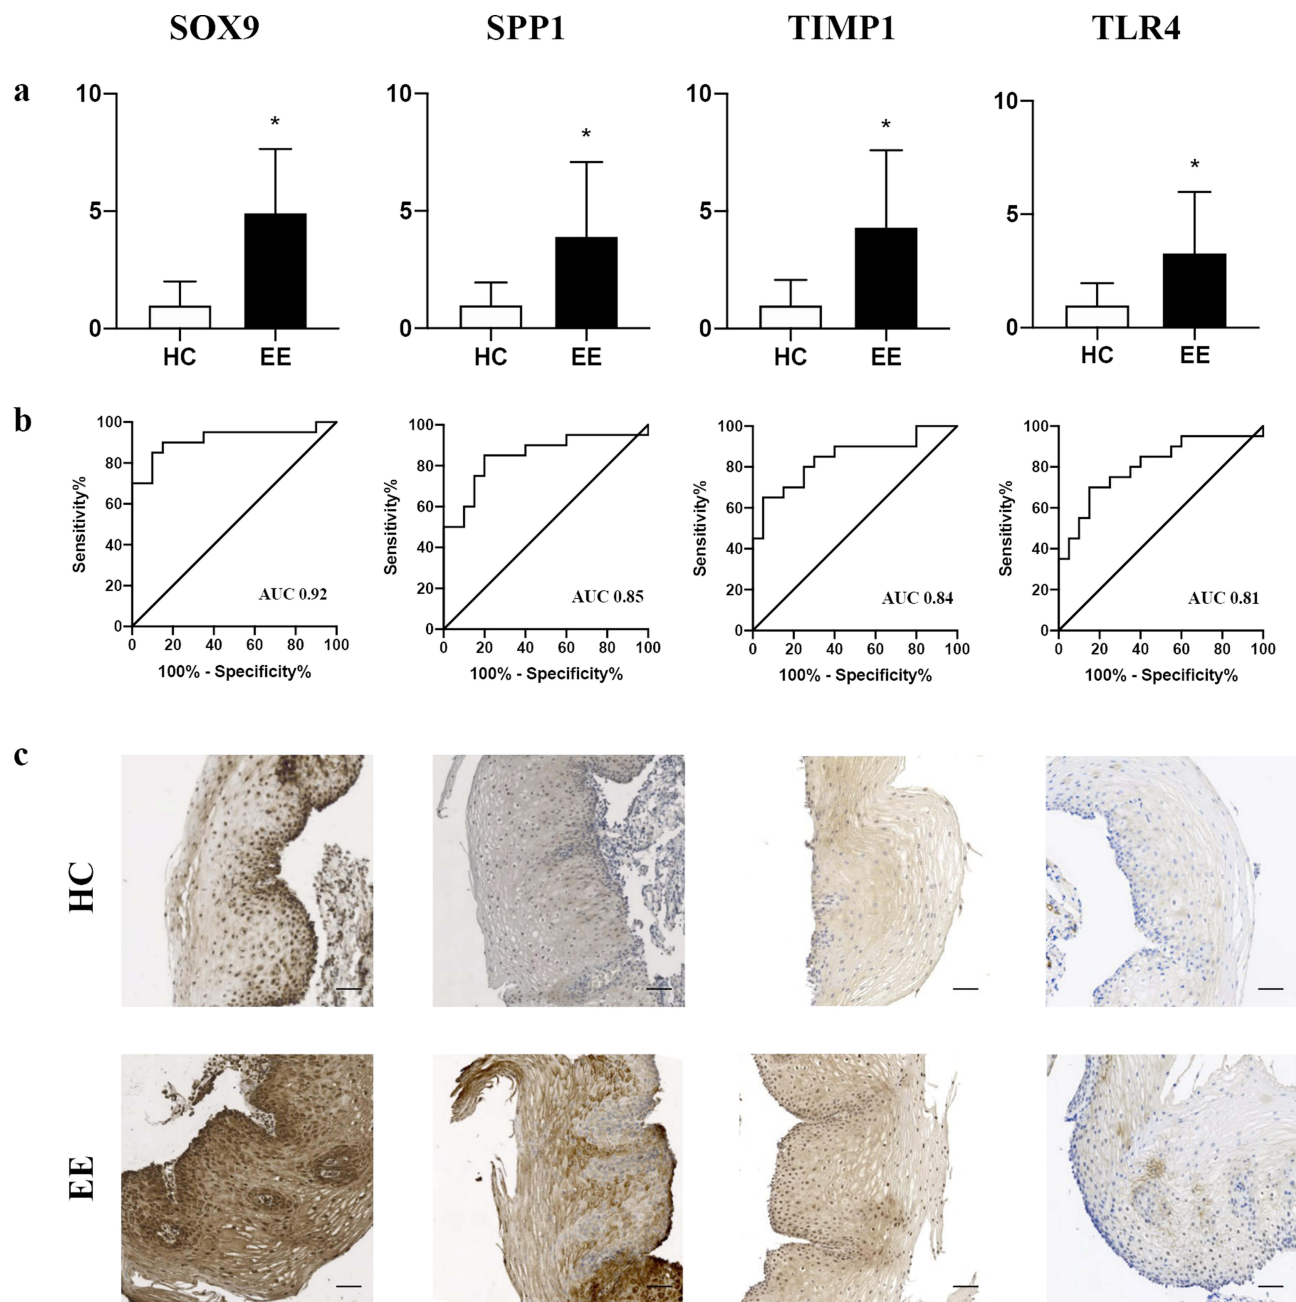 SOX9 SPP1 TIMP1 TLR4
a
10 10 10 10
* * * *
5 5 5 5
0 0 0 0
HC EE HC EE HC EE HC EE
b
100 100 100 100
80 80 80 80
60 60 60 60
40 40 40 40
20 20 20 20
0 0 0 0
Sensitivity% Sensitivity% Sensitivity% Sensitivity%
AUC 0.92 AUC 0.85 AUC 0.84 AUC 0.81
0 20 40 60 80 100 0 20 40 60 80 100 0 20 40 60 80 100 0 20 40 60 80 100
100% - Specificity% 100% - Specificity% 100% - Specificity% 100% - Specificity%
c
HC
EE